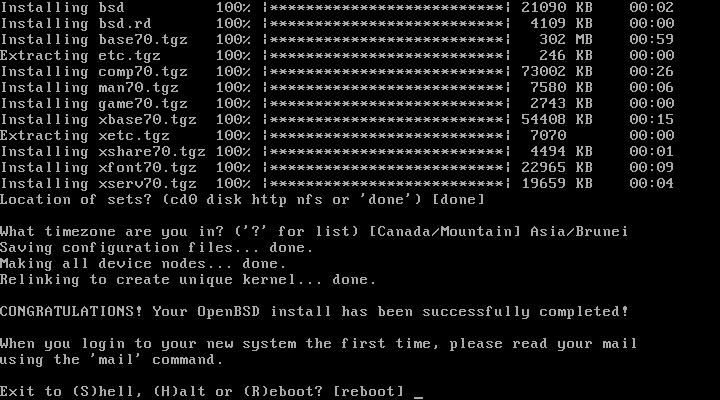 Installing bsd          100% |**************************| 21090 KB    00:02
Installing bsd.rd       100% |**************************|  4109 KB    00:00
Installing base70.tgz   100% |**************************|   302 MB    00:59
Extracting etc.tgz      100% |**************************|   246 KB    00:00
Installing comp70.tgz   100% |**************************| 73002 KB    00:26
Installing man70.tgz    100% |**************************|  7580 KB    00:06
Installing game70.tgz   100% |**************************|  2743 KB    00:00
Installing xbase70.tgz  100% |**************************| 54408 KB    00:15
Extracting xetc.tgz     100% |**************************|  7070       00:00
Installing xshare70.tgz 100% |**************************|  4494 KB    00:01
Installing xfont70.tgz  100% |**************************| 22965 KB    00:09
Installing xserv70.tgz  100% |**************************| 19659 KB    00:04
Location of sets? (cd0 disk http nfs or 'done') [done]

What timezone are you in? ('?' for list) [Canada/Mountain] Asia/Brunei
Saving configuration files... done.
Making all device nodes... done.
Relinking to create unique kernel... done.

CONGRATULATIONS! Your OpenBSD install has been successfully completed!

When you login to your new system the first time, please read your mail
using the 'mail' command.

Exit to (S)hell, (H)alt or (R)eboot? [reboot] _